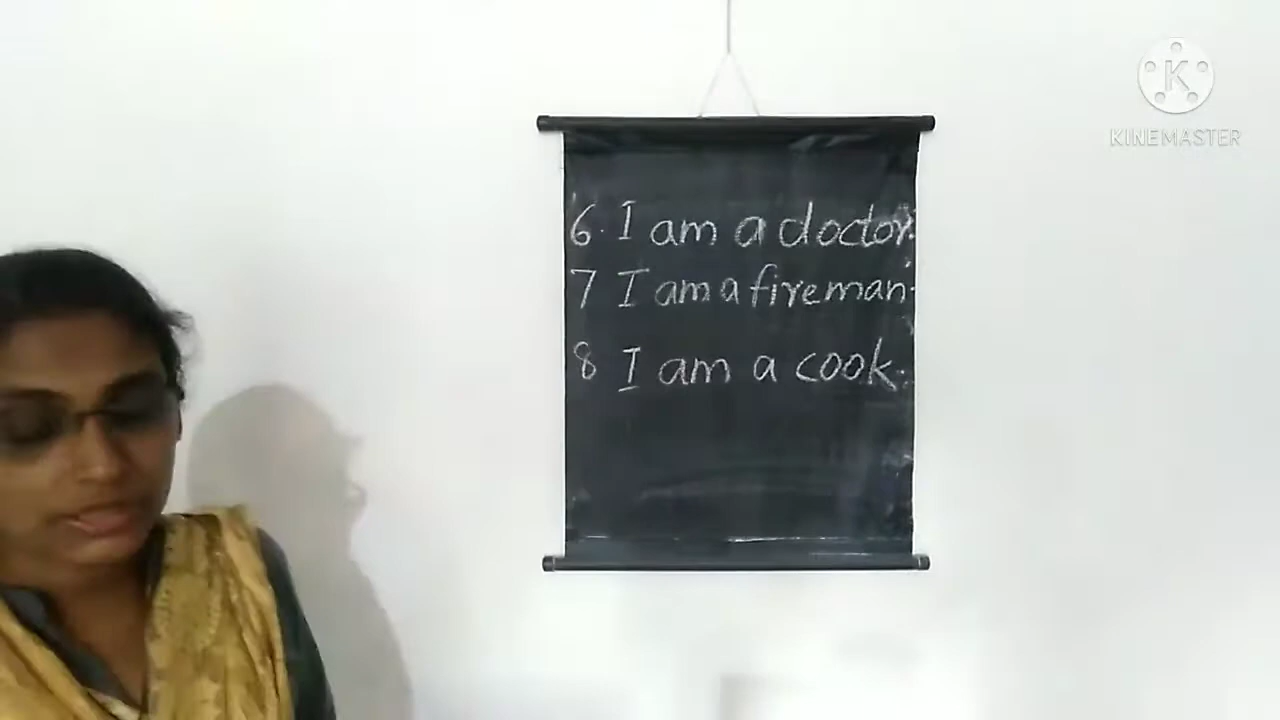 K
KINEMASTER
6. I am a doctor.
7 I am a fireman.
8 I am a cook.